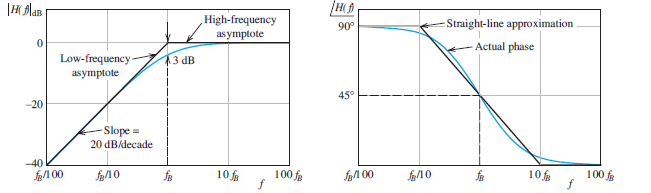 |H(f)|dB
High-frequency
asymptote
0
Low-frequency
asymptote
3 dB
–20
Slope =
20 dB/decade
–40
fB/100
fB/10
fB
10 fB
100 fB
f
H(f)
90°
Straight-line approximation
Actual phase
45°
fB/100
fB/10
fB
10 fB
100 fB
f